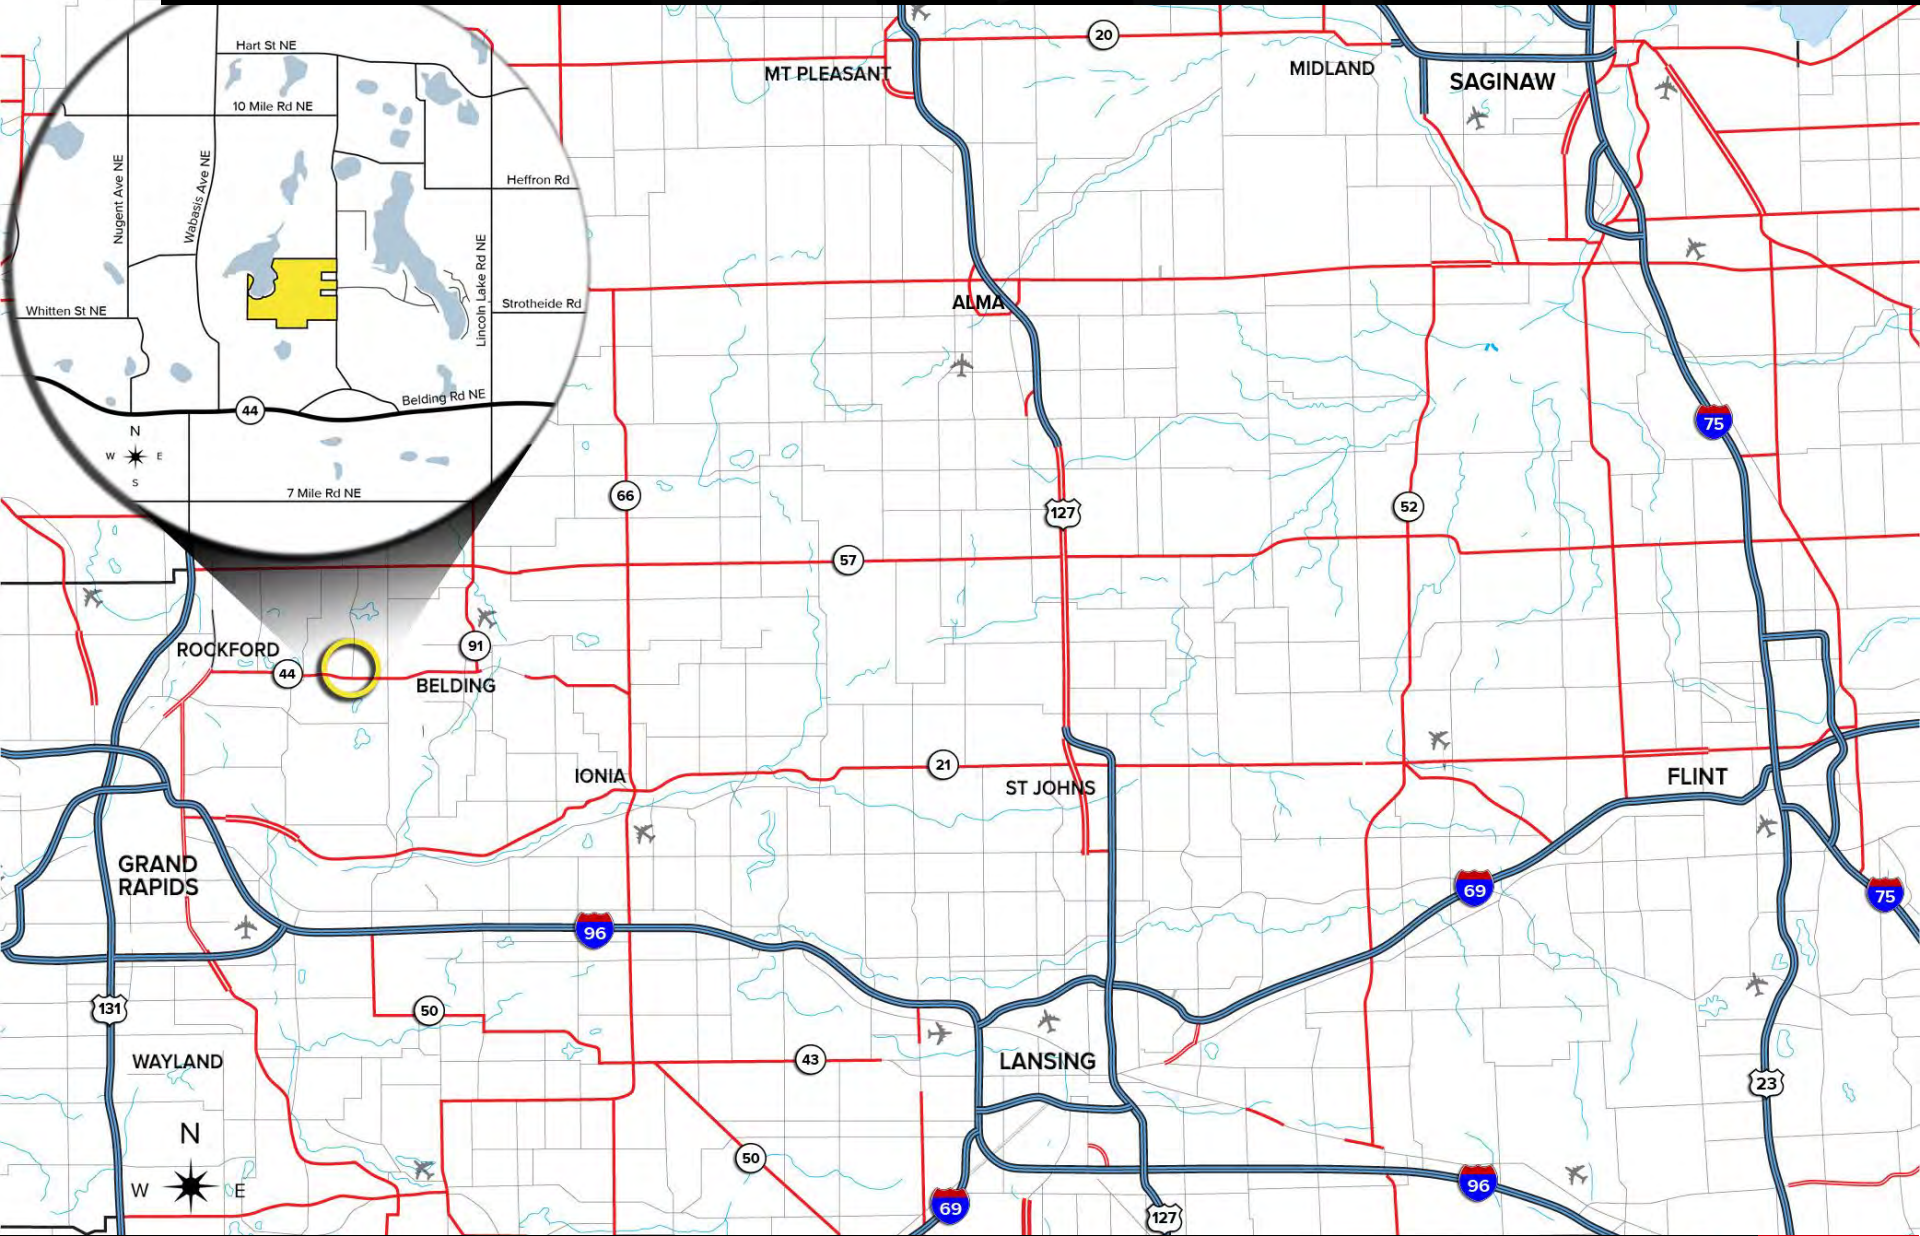 Hart St NE
10 Mile Rd NE
Nugent Ave NE
Wabasis Ave NE
Heffron Rd
Lincoln Lake Rd NE
Whitten St NE
Strotheide Rd
Belding Rd NE
44
N
W E
S
7 Mile Rd NE
20
MT PLEASANT
MIDLAND
SAGINAW
ALMA
75
66
127
52
57
ROCKFORD
44
91
BELDING
21
IONIA
ST JOHNS
FLINT
GRAND
RAPIDS
69
75
96
131
50
WAYLAND
43
LANSING
23
N
W E
50
96
69
127